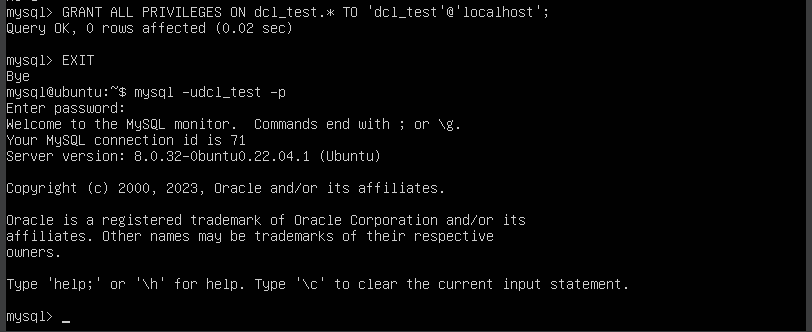 mysql> GRANT ALL PRIVILEGES ON dcl_test.* TO 'dcl_test'@'localhost';
Query OK, 0 rows affected (0.02 sec)
mysql> EXIT
Bye
mysql@ubuntu:~$ mysql -udcl_test -p
Enter password:
Welcome to the MySQL monitor.  Commands end with ; or \g.
Your MySQL connection id is 71
Server version: 8.0.32-0ubuntu0.22.04.1 (Ubuntu)
Copyright (c) 2000, 2023, Oracle and/or its affiliates.
Oracle is a registered trademark of Oracle Corporation and/or its
affiliates. Other names may be trademarks of their respective
owners.
Type 'help;' or '\h' for help. Type '\c' to clear the current input statement.
mysql> _